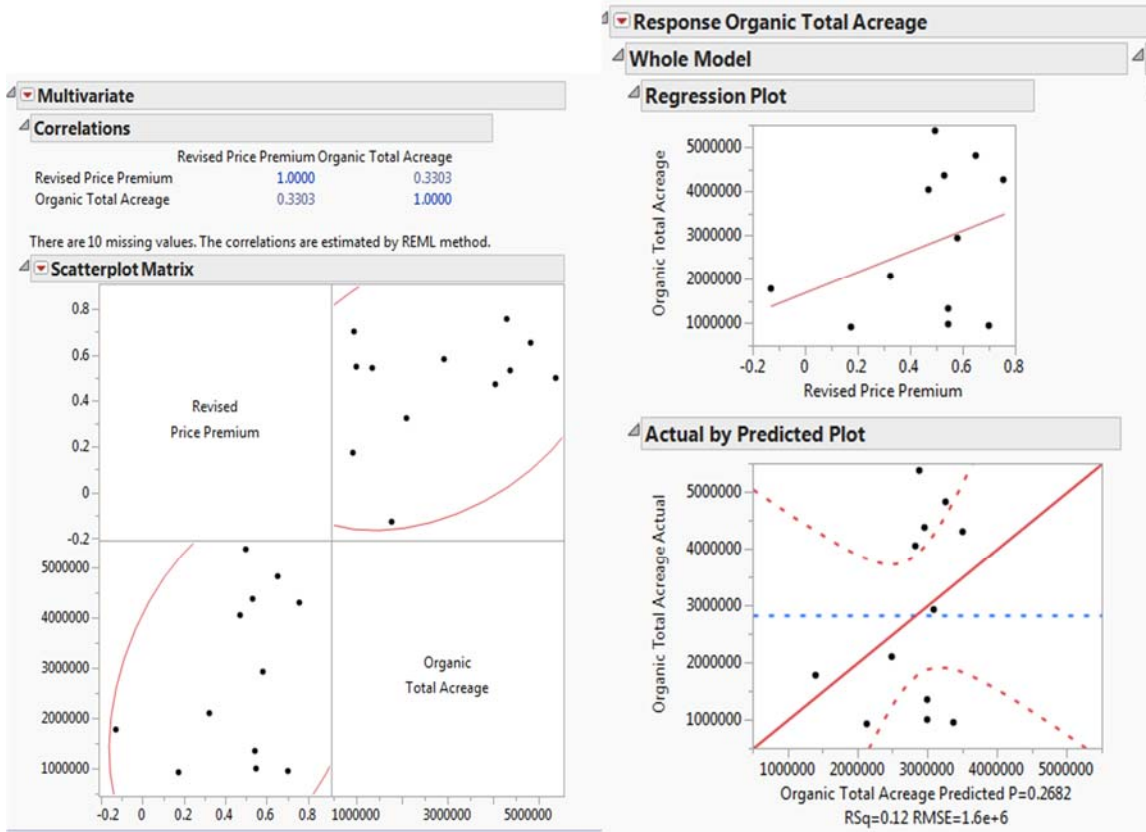 Multivariate
Correlations
Revised Price Premium Organic Total Acreage
Revised Price Premium 1.0000 0.3303
Organic Total Acreage 0.3303 1.0000
There are 10 missing values. The correlations are estimated by REML method.
Scatterplot Matrix
0.8
0.6
0.4
0.2
0
-0.2
Revised
Price Premium
5000000
4000000
3000000
2000000
1000000
Organic
Total Acreage
-0.2 0 0.2 0.4 0.6 0.8 1000000 3000000 5000000
Response Organic Total Acreage
Whole Model
Regression Plot
Organic Total Acreage
5000000
4000000
3000000
2000000
1000000
-0.2 0 0.2 0.4 0.6 0.8
Revised Price Premium
Actual by Predicted Plot
Organic Total Acreage Actual
5000000
4000000
3000000
2000000
1000000
1000000 2000000 3000000 4000000 5000000
Organic Total Acreage Predicted P=0.2682
RSq=0.12 RMSE=1.6e+6